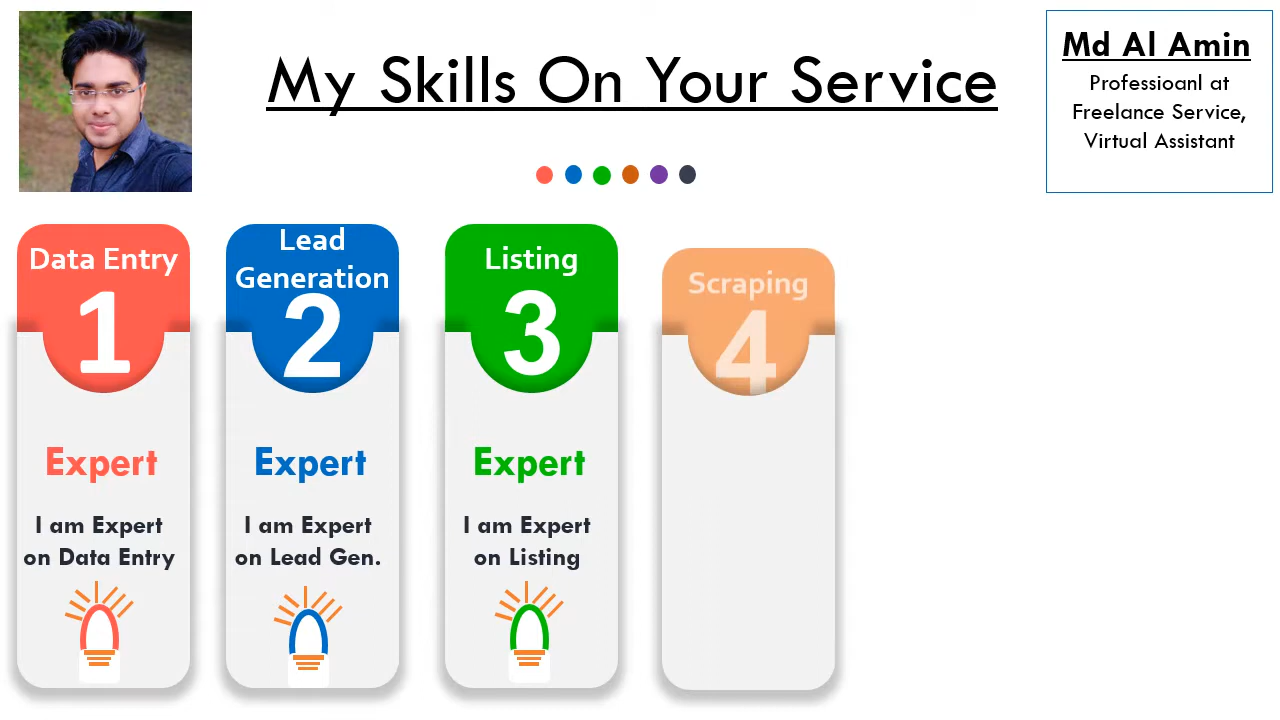 My Skills On Your Service
Md Al Amin
Professioanl at
Freelance Service,
Virtual Assistant
Data Entry
1
Expert
I am Expert
on Data Entry
Lead
Generation
2
Expert
I am Expert
on Lead Gen.
Listing
3
Expert
I am Expert
on Listing
Scraping
4